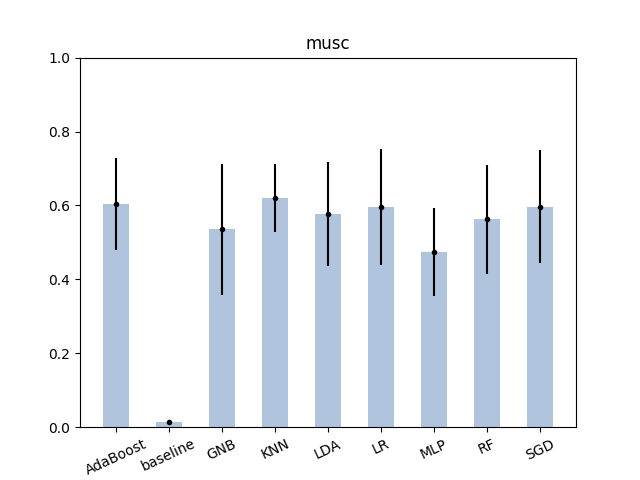 musc
1.0
0.8
0.6
0.4
0.2
0.0
AdaBoost
baseline
GNB
KNN
LDA
LR
MLP
RF
SGD